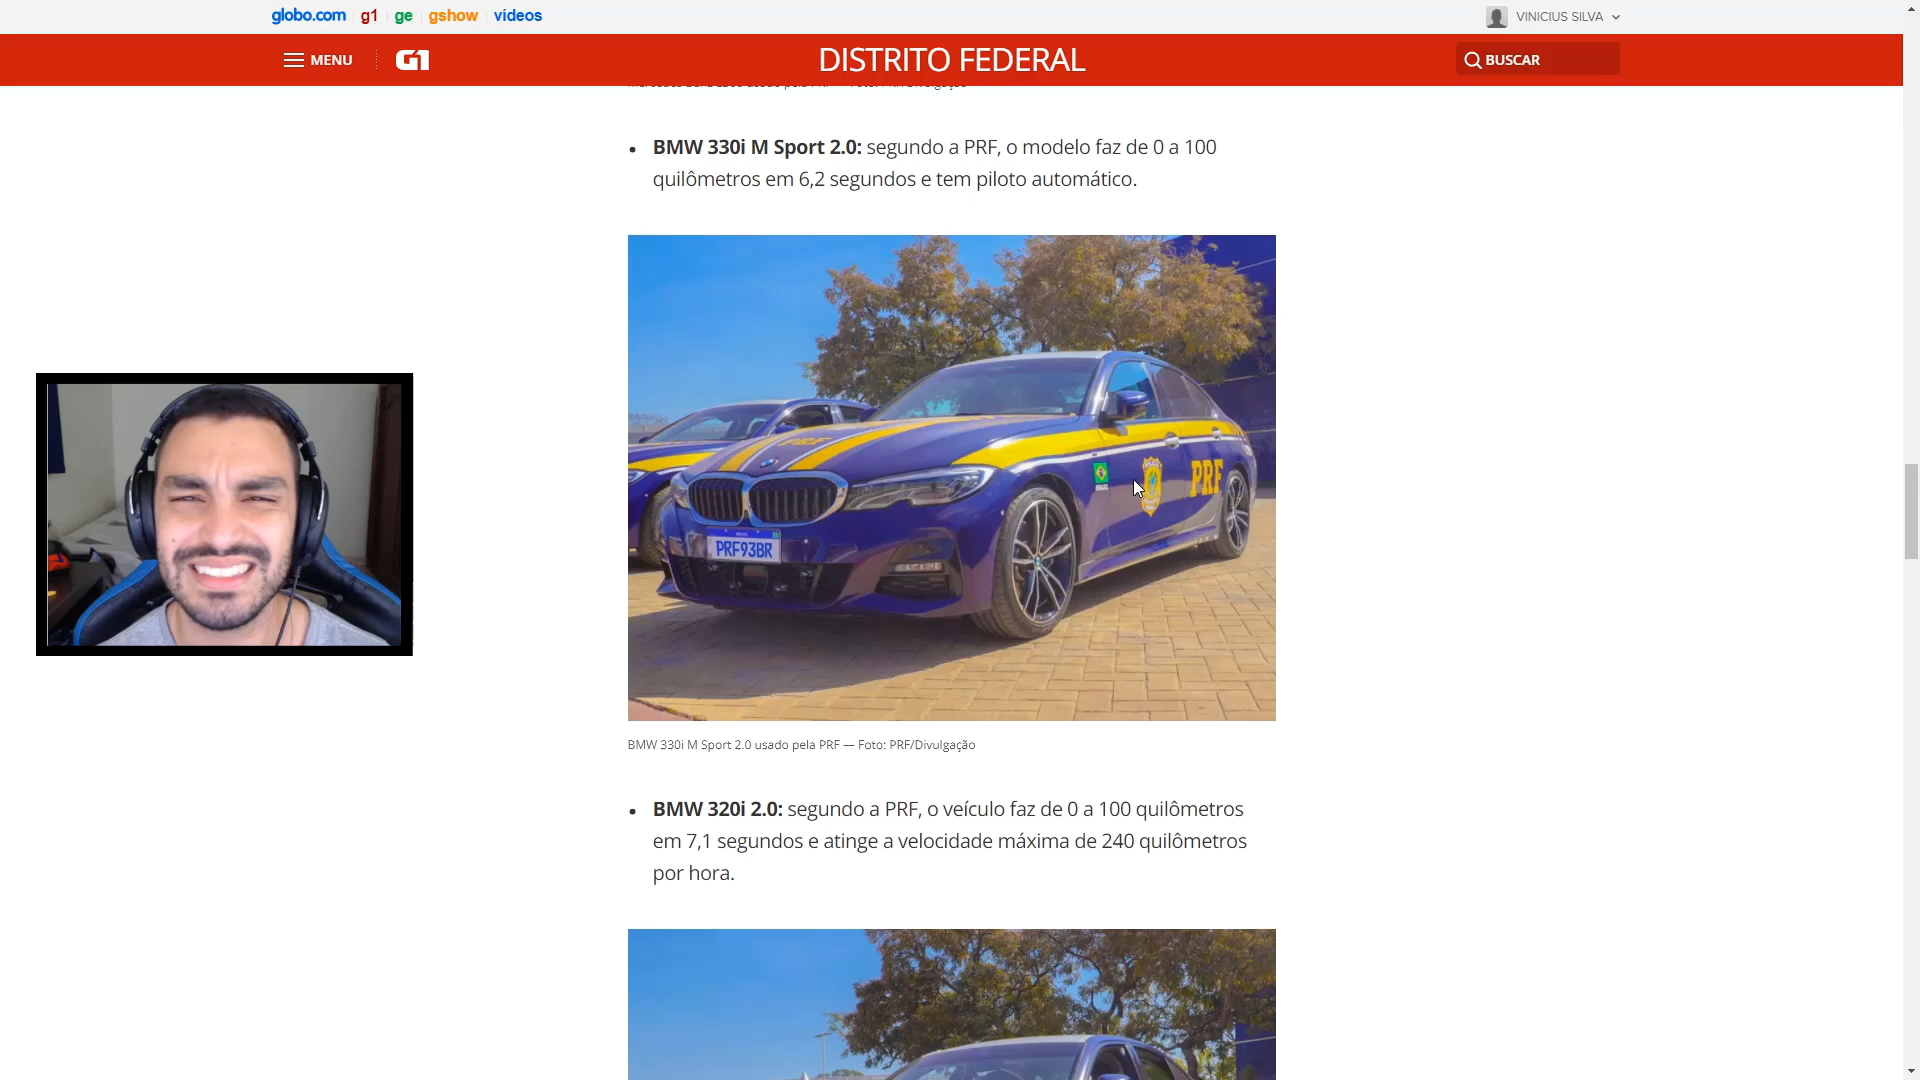 globo.com g1 ge gshow vídeos
VINICIUS SILVA
MENU G1
DISTRITO FEDERAL
BUSCAR
• BMW 330i M Sport 2.0: segundo a PRF, o modelo faz de 0 a 100
quilômetros em 6,2 segundos e tem piloto automático.
PRF
BRASIL
PRF
PRF93BR
BMW 330i M Sport 2.0 usado pela PRF — Foto: PRF/Divulgação
• BMW 320i 2.0: segundo a PRF, o veículo faz de 0 a 100 quilômetros
em 7,1 segundos e atinge a velocidade máxima de 240 quilômetros
por hora.